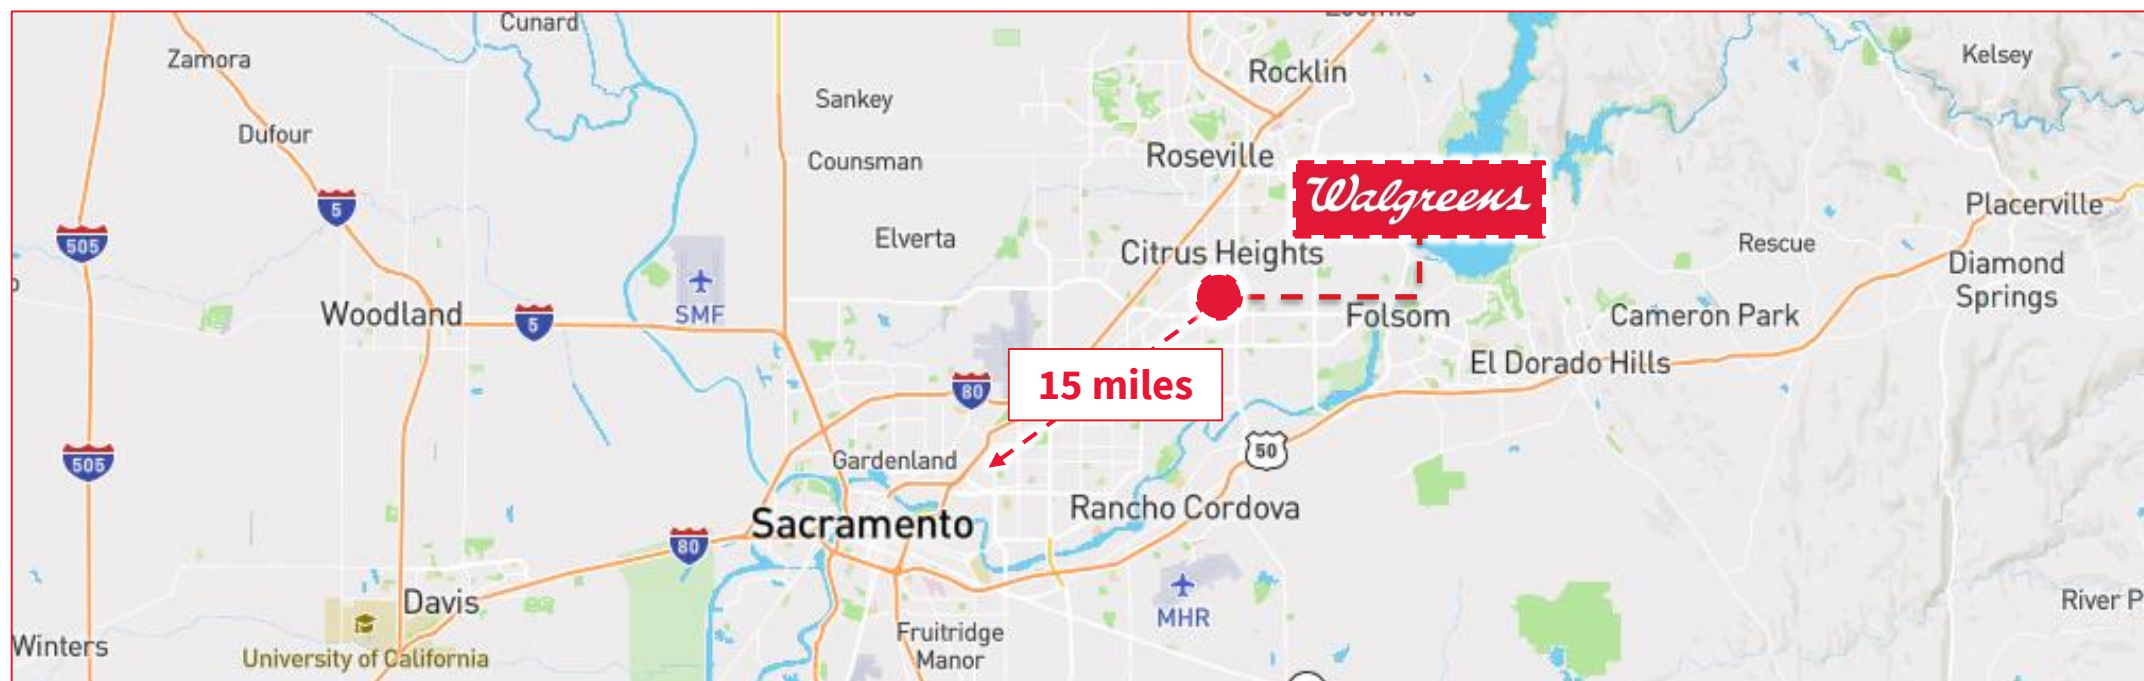 Cunard
Zamora
Rocklin
Kelsey
Sankey
Dufour
Counsman
Roseville
Walgreens
5
505
Placerville
Elverta
Citrus Heights
Rescue
Diamond
Springs
SMF
Woodland
5
Folsom
Cameron Park
El Dorado Hills
15 miles
80
505
Gardenland
50
Rancho Cordova
Sacramento
80
Davis
MHR
River P
Winters
University of California
Fruitridge
Manor